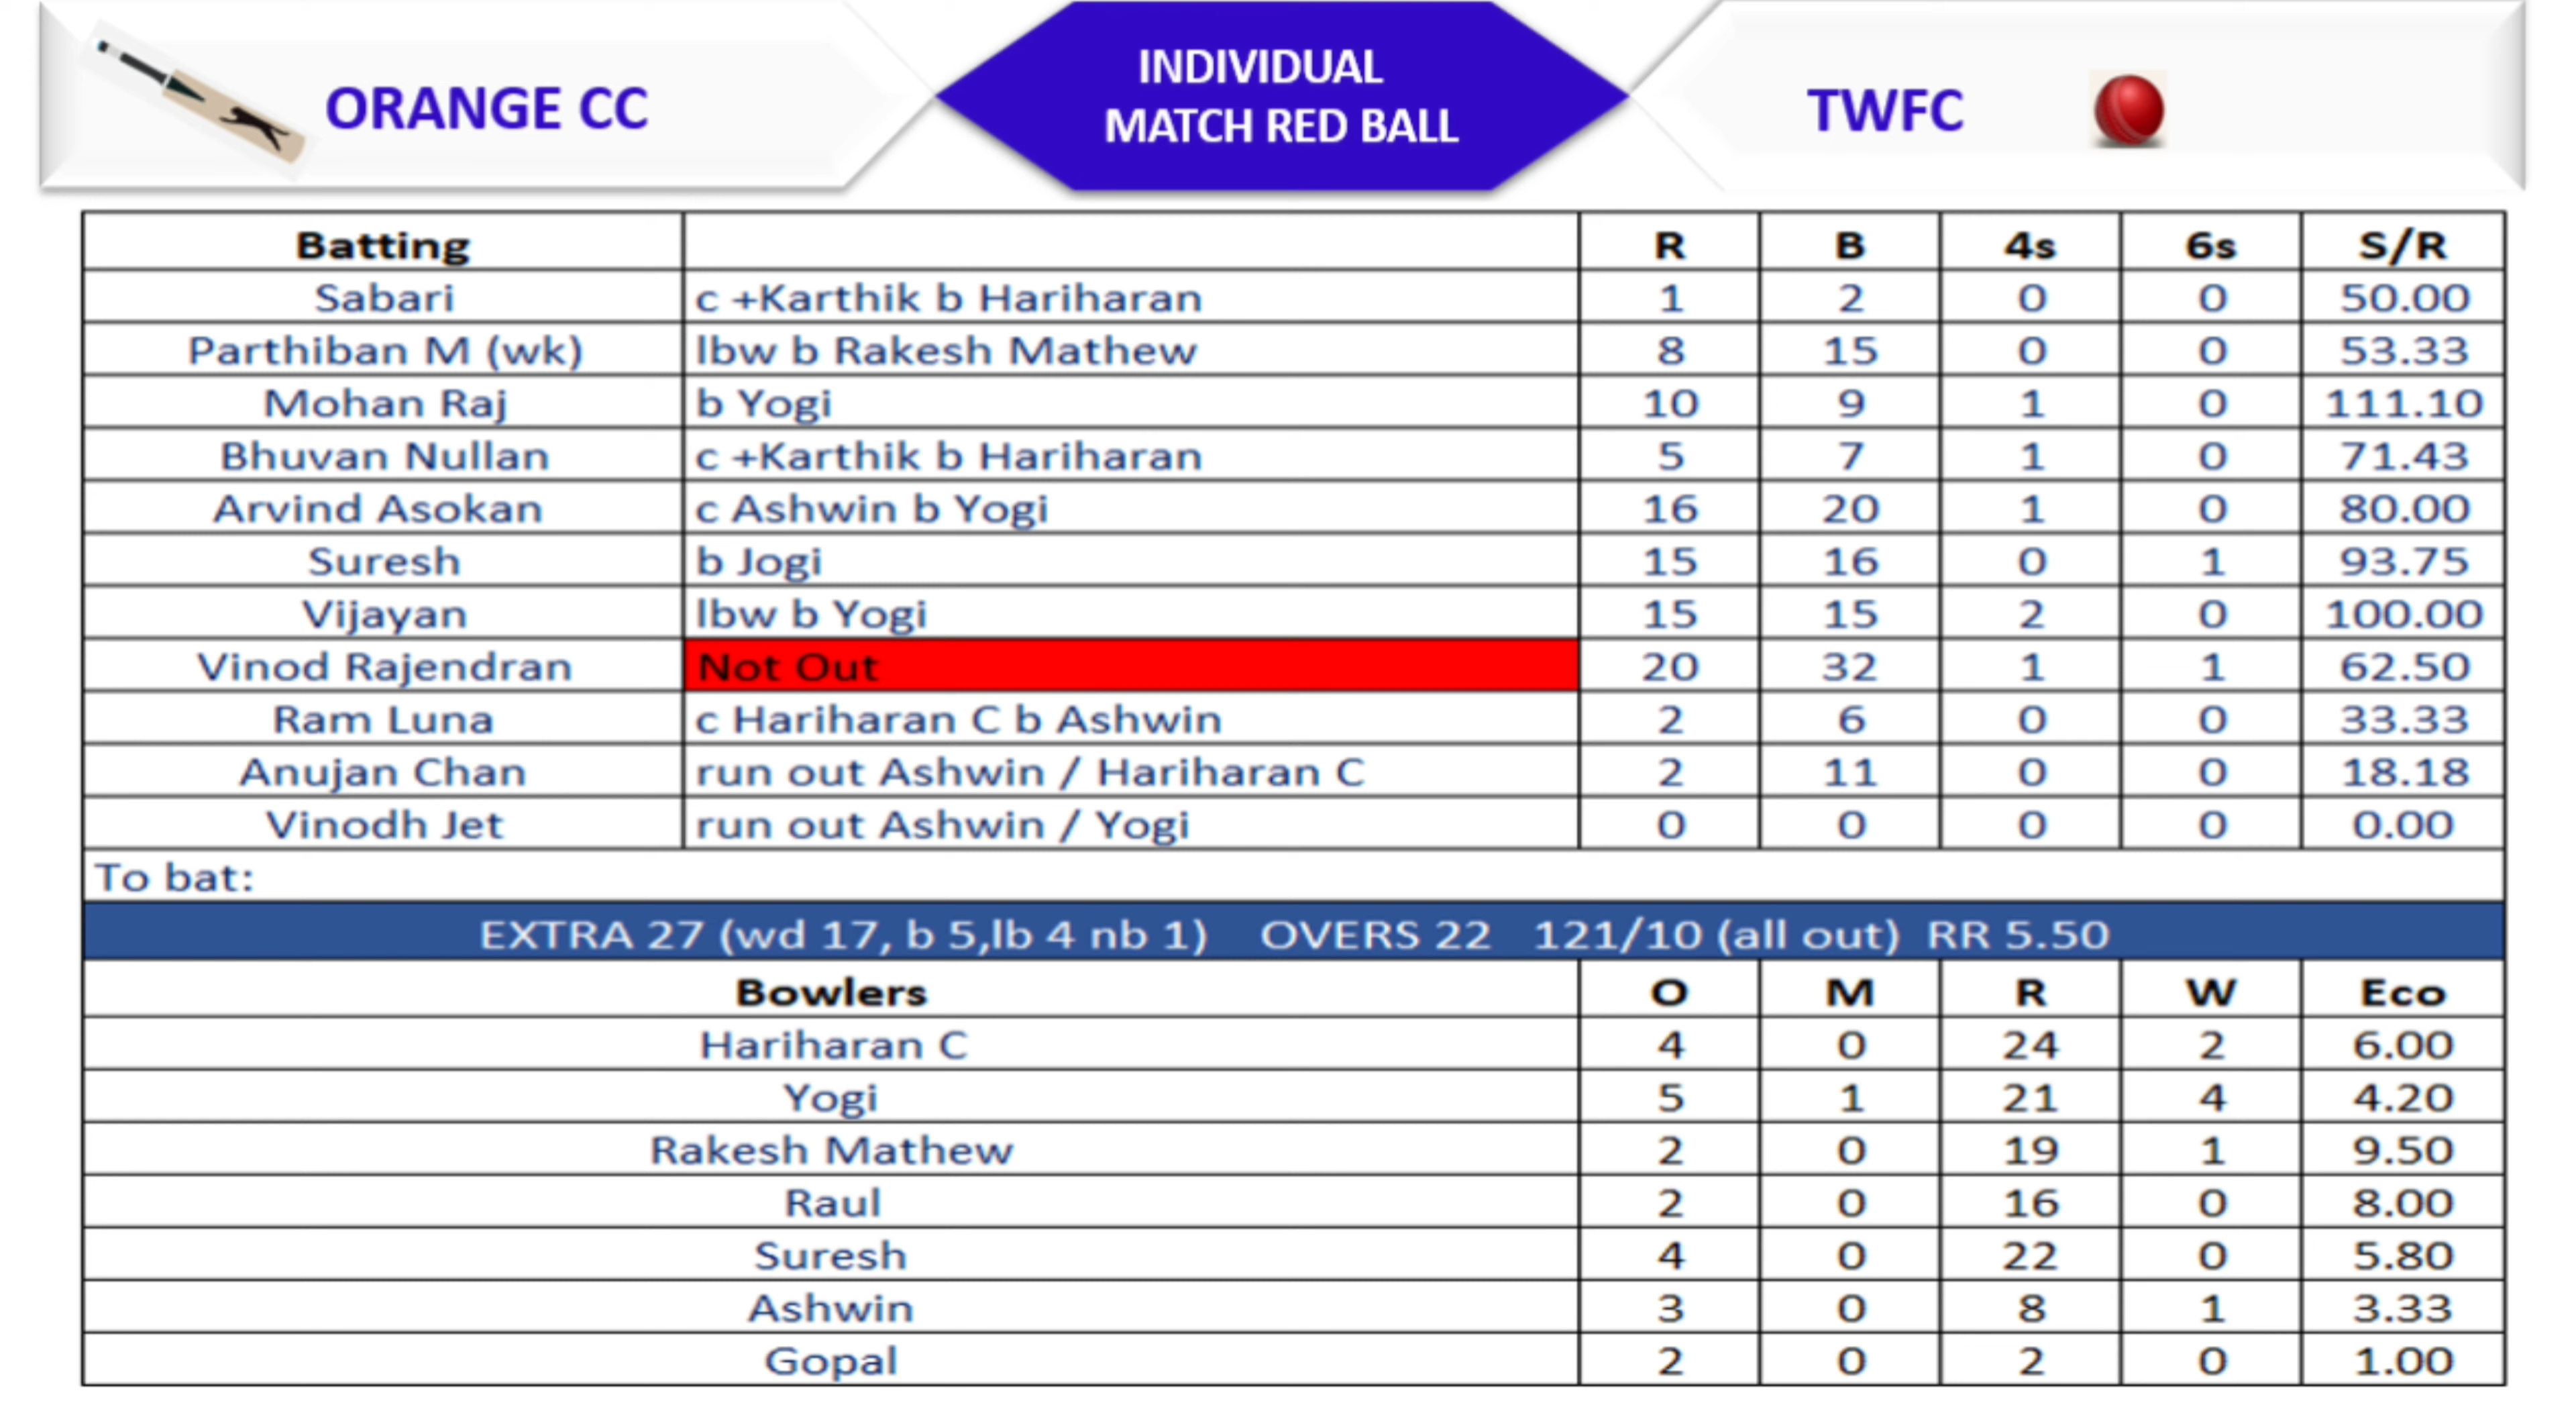 ORANGE CC
INDIVIDUAL
MATCH RED BALL
TWFC
Batting R B 4s 6s S/R
Sabari c +Karthik b Hariharan 1 2 0 0 50.00
Parthiban M (wk) lbw b Rakesh Mathew 8 15 0 0 53.33
Mohan Raj b Yogi 10 9 1 0 111.10
Bhuvan Nullan c +Karthik b Hariharan 5 7 1 0 71.43
Arvind Asokan c Ashwin b Yogi 16 20 1 0 80.00
Suresh b Jogi 15 16 0 1 93.75
Vijayan lbw b Yogi 15 15 2 0 100.00
Vinod Rajendran Not Out 20 32 1 1 62.50
Ram Luna c Hariharan C b Ashwin 2 6 0 0 33.33
Anujan Chan run out Ashwin / Hariharan C 2 11 0 0 18.18
Vinodh Jet run out Ashwin / Yogi 0 0 0 0 0.00
To bat:
EXTRA 27 (wd 17, b 5,lb 4 nb 1) OVERS 22 121/10 (all out) RR 5.50
Bowlers O M R W Eco
Hariharan C 4 0 24 2 6.00
Yogi 5 1 21 4 4.20
Rakesh Mathew 2 0 19 1 9.50
Raul 2 0 16 0 8.00
Suresh 4 0 22 0 5.80
Ashwin 3 0 8 1 3.33
Gopal 2 0 2 0 1.00